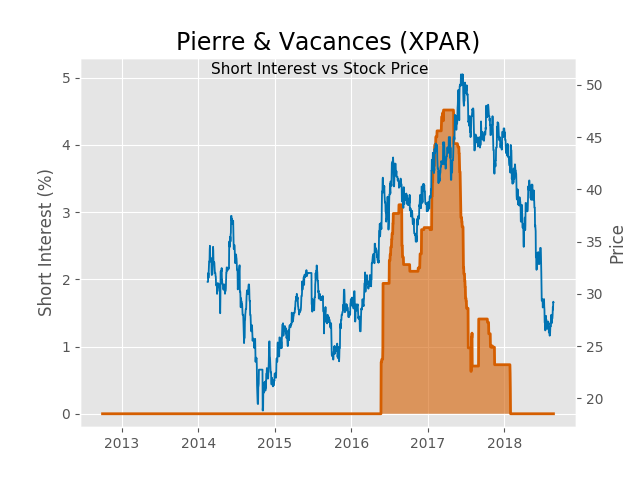 Pierre & Vacances (XPAR)
Short Interest vs Stock Price
Short Interest (%)
5
4
3
2
1
0
50
45
40
35
30
25
20
Price
2013 2014 2015 2016 2017 2018